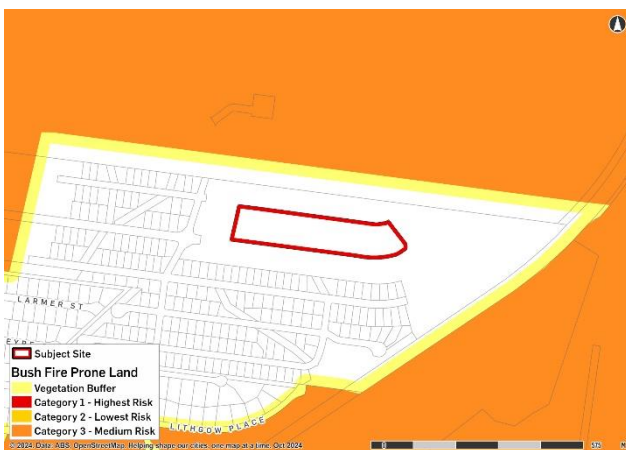 LARMER ST
LITHGOW PLACE
Subject Site
Bush Fire Prone Land
Vegetation Buffer
Category 1 - Highest Risk
Category 2 - Lowest Risk
Category 3 - Medium Risk
© 2024. Data: ABS, OpenStreetMap, Helping shape our cities, one map at a time, Oct 2024
0 575 M